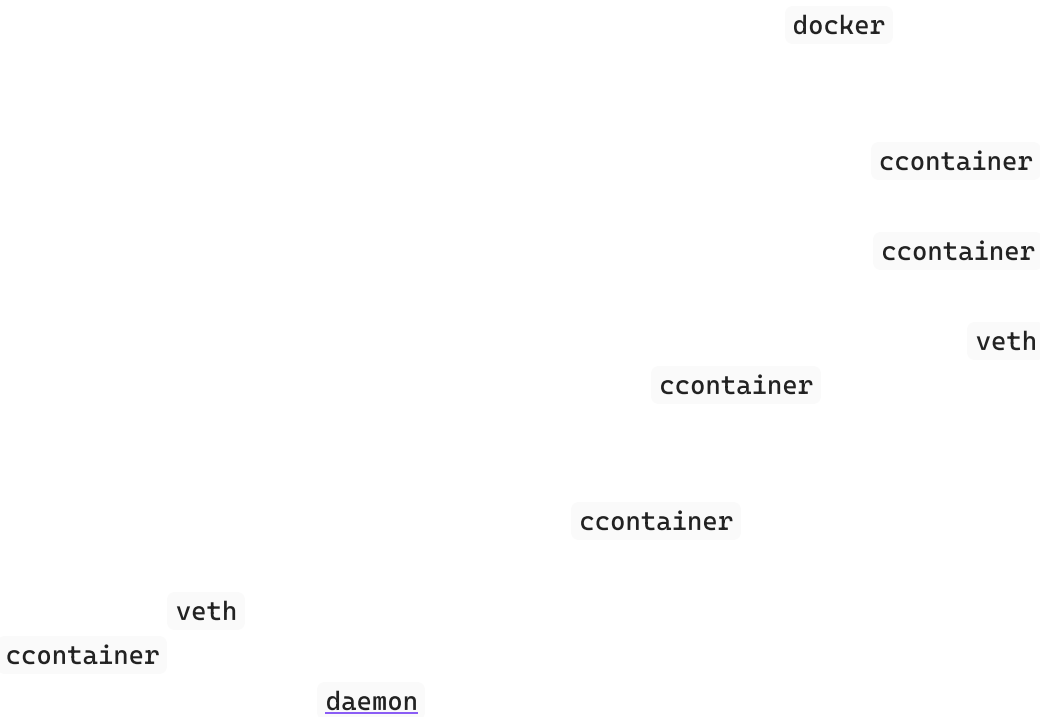 docker
ccontainer
ccontainer
veth
ccontainer
ccontainer
veth
ccontainer
daemon